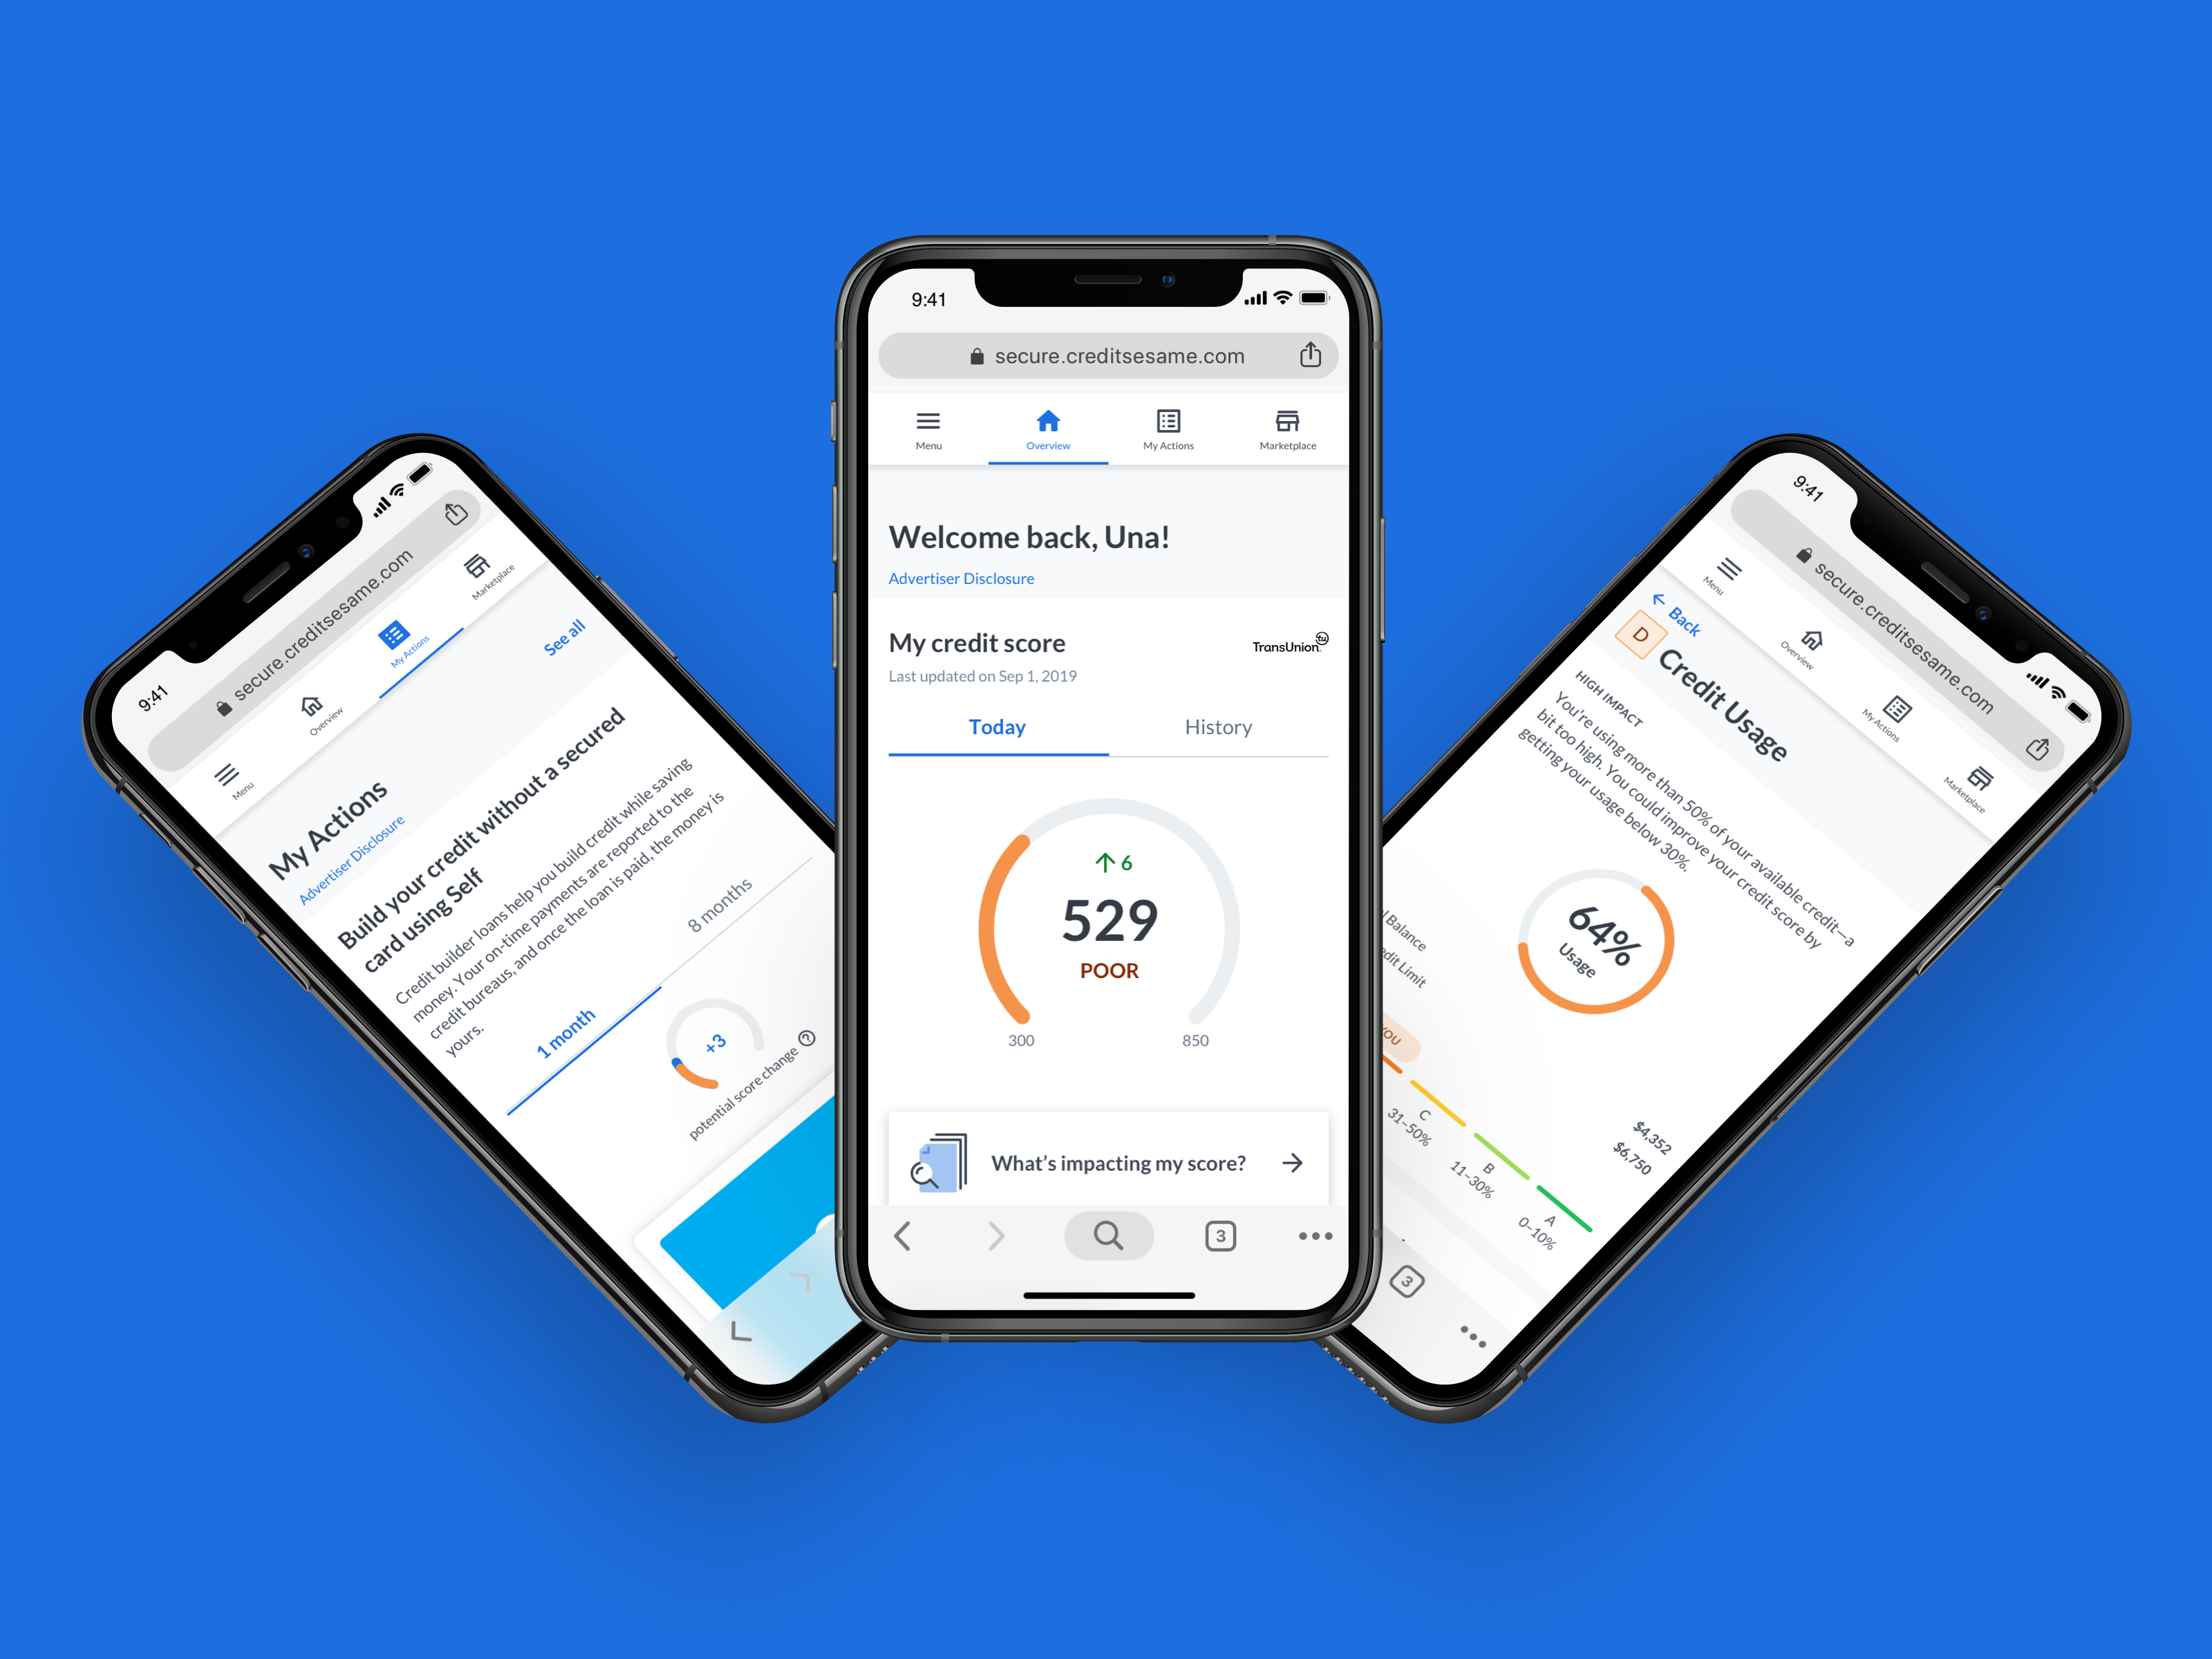 9:41
secure.creditsesame.com
Menu
Overview
My Actions
Marketplace
My Actions
See all
Advertiser Disclosure
Build your credit without a secured
card using Self
Credit builder loans help you build credit while saving
money. Your on-time payments are reported to the
credit bureaus, and once the loan is paid, the money is
yours.
1 month
8 months
+3
potential score change
9:41
secure.creditsesame.com
Menu
Overview
My Actions
Marketplace
Welcome back, Una!
Advertiser Disclosure
My credit score
TransUnion
tu
Last updated on Sep 1, 2019
Today
History
6
529
POOR
300
850
What's impacting my score?
3
9:41
secure.creditsesame.com
Menu
Overview
My Actions
Marketplace
Back
D
Credit Usage
HIGH IMPACT
You're using more than 50% of your available credit—a
bit too high. You could improve your credit score by
getting your usage below 30%.
64%
Usage
Balance
$4,352
Limit
$6,750
YOU
C
31–50%
B
11–30%
A
0–10%
3